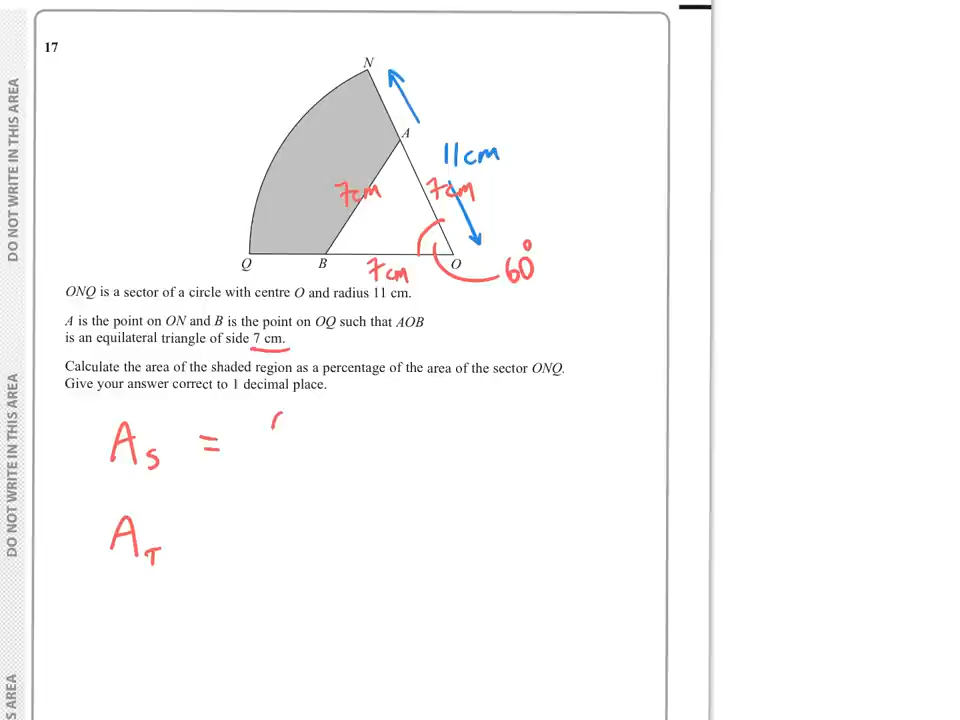 17
N
A
11cm
7cm
7cm
Q
B
7cm
O
60°
ONQ is a sector of a circle with centre O and radius 11 cm.
A is the point on ON and B is the point on OQ such that AOB
is an equilateral triangle of side 7 cm.
Calculate the area of the shaded region as a percentage of the area of the sector ONQ.
Give your answer correct to 1 decimal place.
A_S =
A_T
DO NOT WRITE IN THIS AREA
DO NOT WRITE IN THIS AREA
S AREA